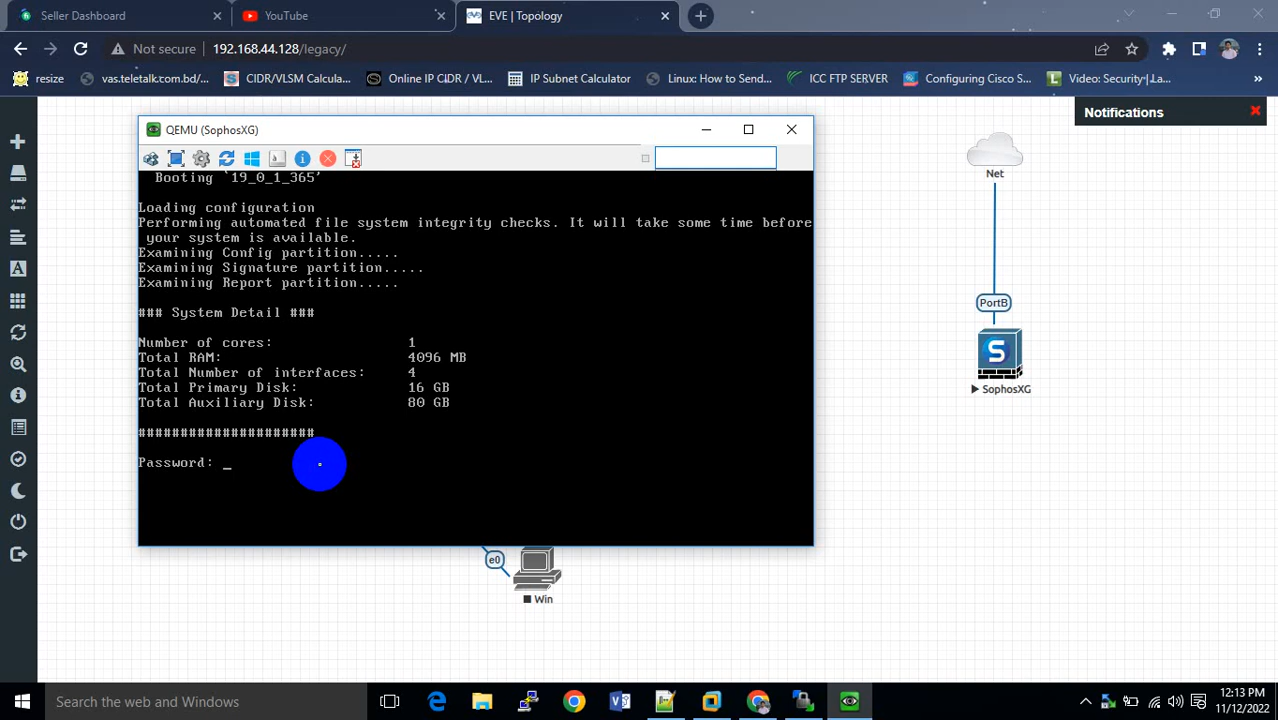 Seller Dashboard
YouTube
EVE | Topology
Not secure
192.168.44.128/legacy/
resize
vas.teletalk.com.bd/...
CIDR/VLSM Calcula...
Online IP CIDR / VL...
IP Subnet Calculator
Linux: How to Send...
ICC FTP SERVER
Configuring Cisco S...
Video: Security | La...
»
Notifications
QEMU (SophosXG)
Booting `19_0_1_365'
Loading configuration
Performing automated file system integrity checks. It will take some time before
your system is available.
Examining Config partition.....
Examining Signature partition.....
Examining Report partition.....
### System Detail ###
Number of cores: 1
Total RAM: 4096 MB
Total Number of interfaces: 4
Total Primary Disk: 16 GB
Total Auxiliary Disk: 80 GB
#####################
Password: _
Net
PortB
SophosXG
e0
Win
Search the web and Windows
12:13 PM
11/12/2022